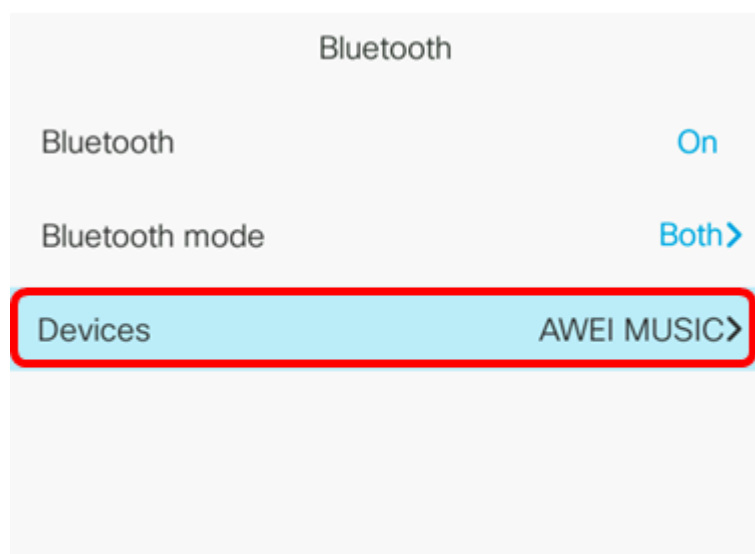 Bluetooth
Bluetooth On
Bluetooth mode Both>
Devices AWEI MUSIC>